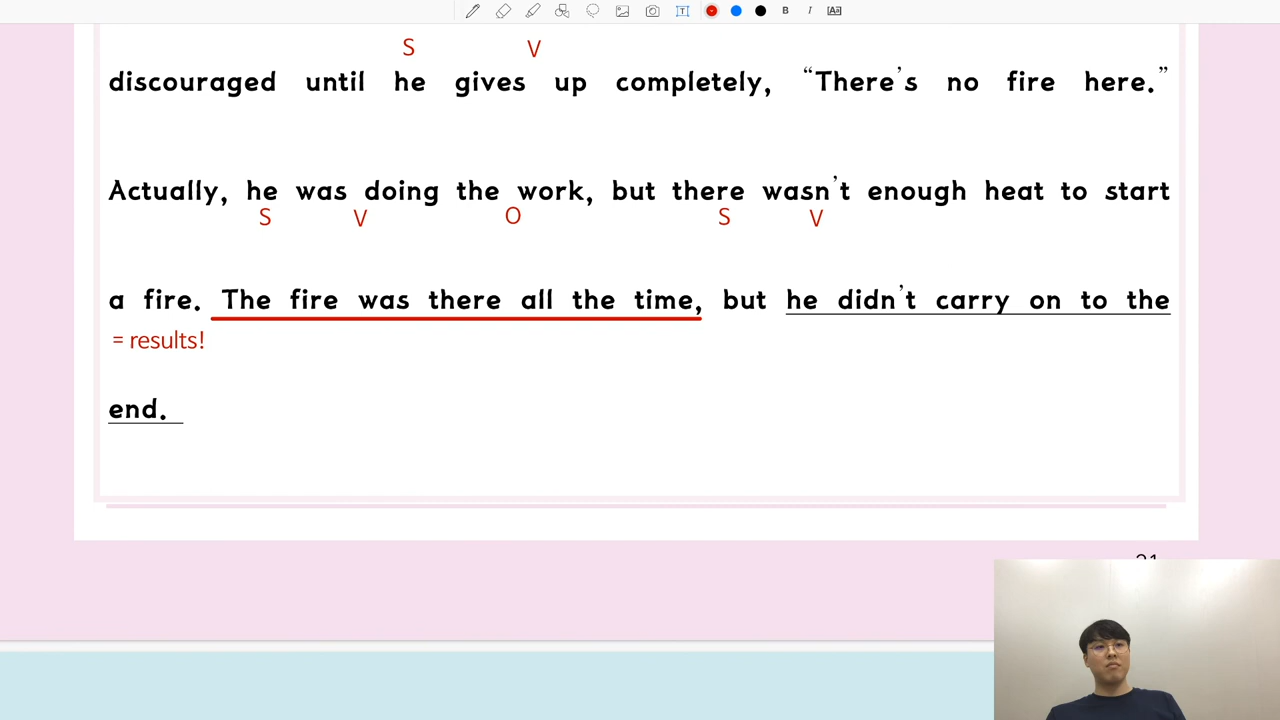 B I Aa
S V
discouraged until he gives up completely, “There’s no fire here.”
Actually, he was doing the work, but there wasn’t enough heat to start
S V O S V
a fire. The fire was there all the time, but he didn’t carry on to the
= results!
end.